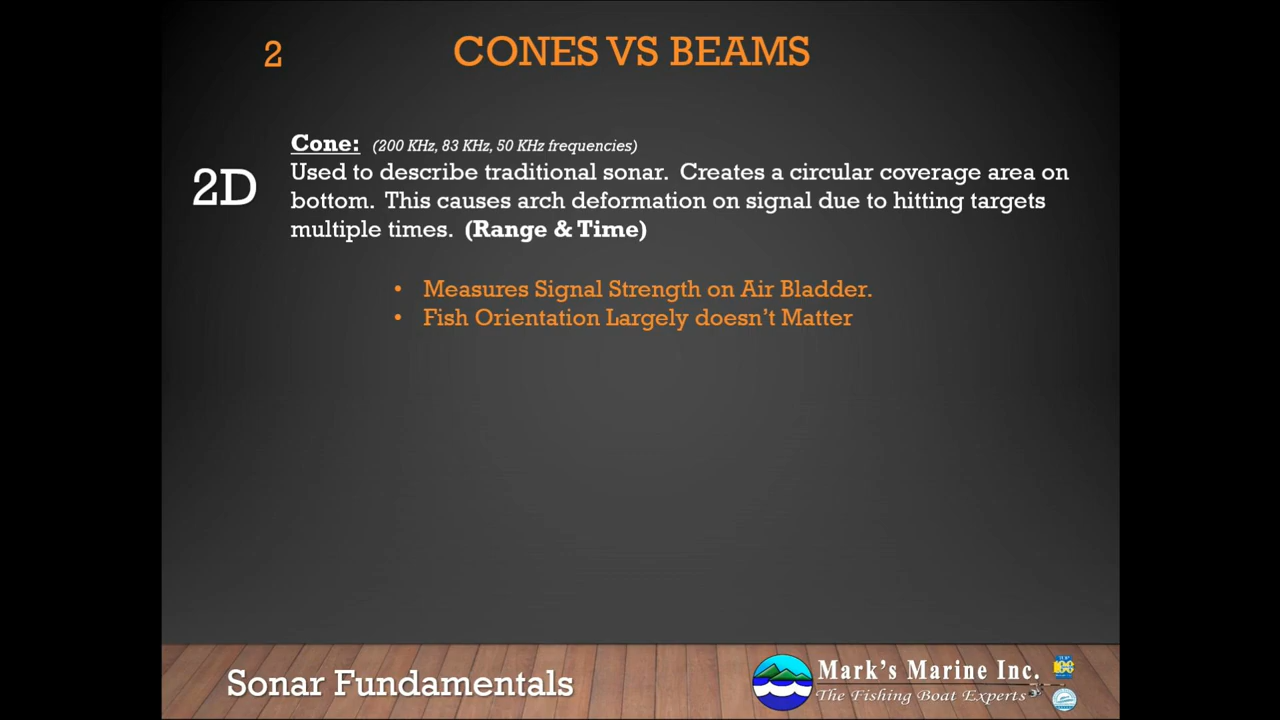 2
CONES VS BEAMS
Cone: (200 KHz, 83 KHz, 50 KHz frequencies)
2D
Used to describe traditional sonar. Creates a circular coverage area on
bottom. This causes arch deformation on signal due to hitting targets
multiple times. (Range & Time)
• Measures Signal Strength on Air Bladder.
• Fish Orientation Largely doesn't Matter
Sonar Fundamentals
Mark's Marine Inc.
The Fishing Boat Experts